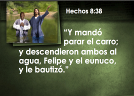 Hechos 8:38
“Y mandó
parar el carro;
y descendieron ambos al
agua, Felipe y el eunuco,
y le bautizó.”